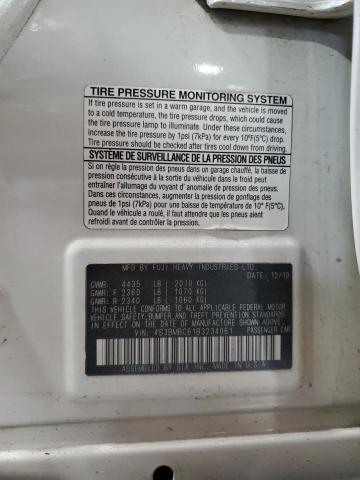 TIRE PRESSURE MONITORING SYSTEM
If tire pressure is set in a warm garage, and the vehicle is moved
to a cold temperature, the tire pressure drops, which could cause
the tire pressure lamp to illuminate. Under these circumstances,
increase the tire pressure by 1psi (7kPa) for every 10°F(5°C) drop.
Tire pressure should be checked after tires cool down from driving.
SYSTÈME DE SURVEILLANCE DE LA PRESSION DES PNEUS
Si on règle la pression des pneus dans un garage chauffé, la baisse de
pression consécutive à la sortie du véhicule dans le froid peut
entraîner l'allumage du voyant d' anomalie de pression des pneus.
Dans ces circonstances, augmenter la pression de gonflage
des pneus de 1psi (7kPa) pour une baisse de température de 10° F(5°C).
Quand la voiture a roulé, il faut attendre que les pneus
MFD. BY FUJI HEAVY INDUSTRIES LTD.
DATE: 12/10
GVWR: 4435 LB ( 2010 KG)
GAWR: F 2360 LB ( 1070 KG)
GAWR: R 2340 LB ( 1060 KG)
THIS VEHICLE CONFORMS TO ALL APPLICABLE FEDERAL MOTOR
VEHICLE SAFETY, BUMPER, AND THEFT PREVENTION STANDARDS
IN EFFECT ON THE DATE OF MANUFACTURE SHOWN ABOVE.
VIN: 4S3BMBC61B3234051 PASSENGER CAR
ASSEMBLED BY SIA, INC. MADE IN U.S.A.